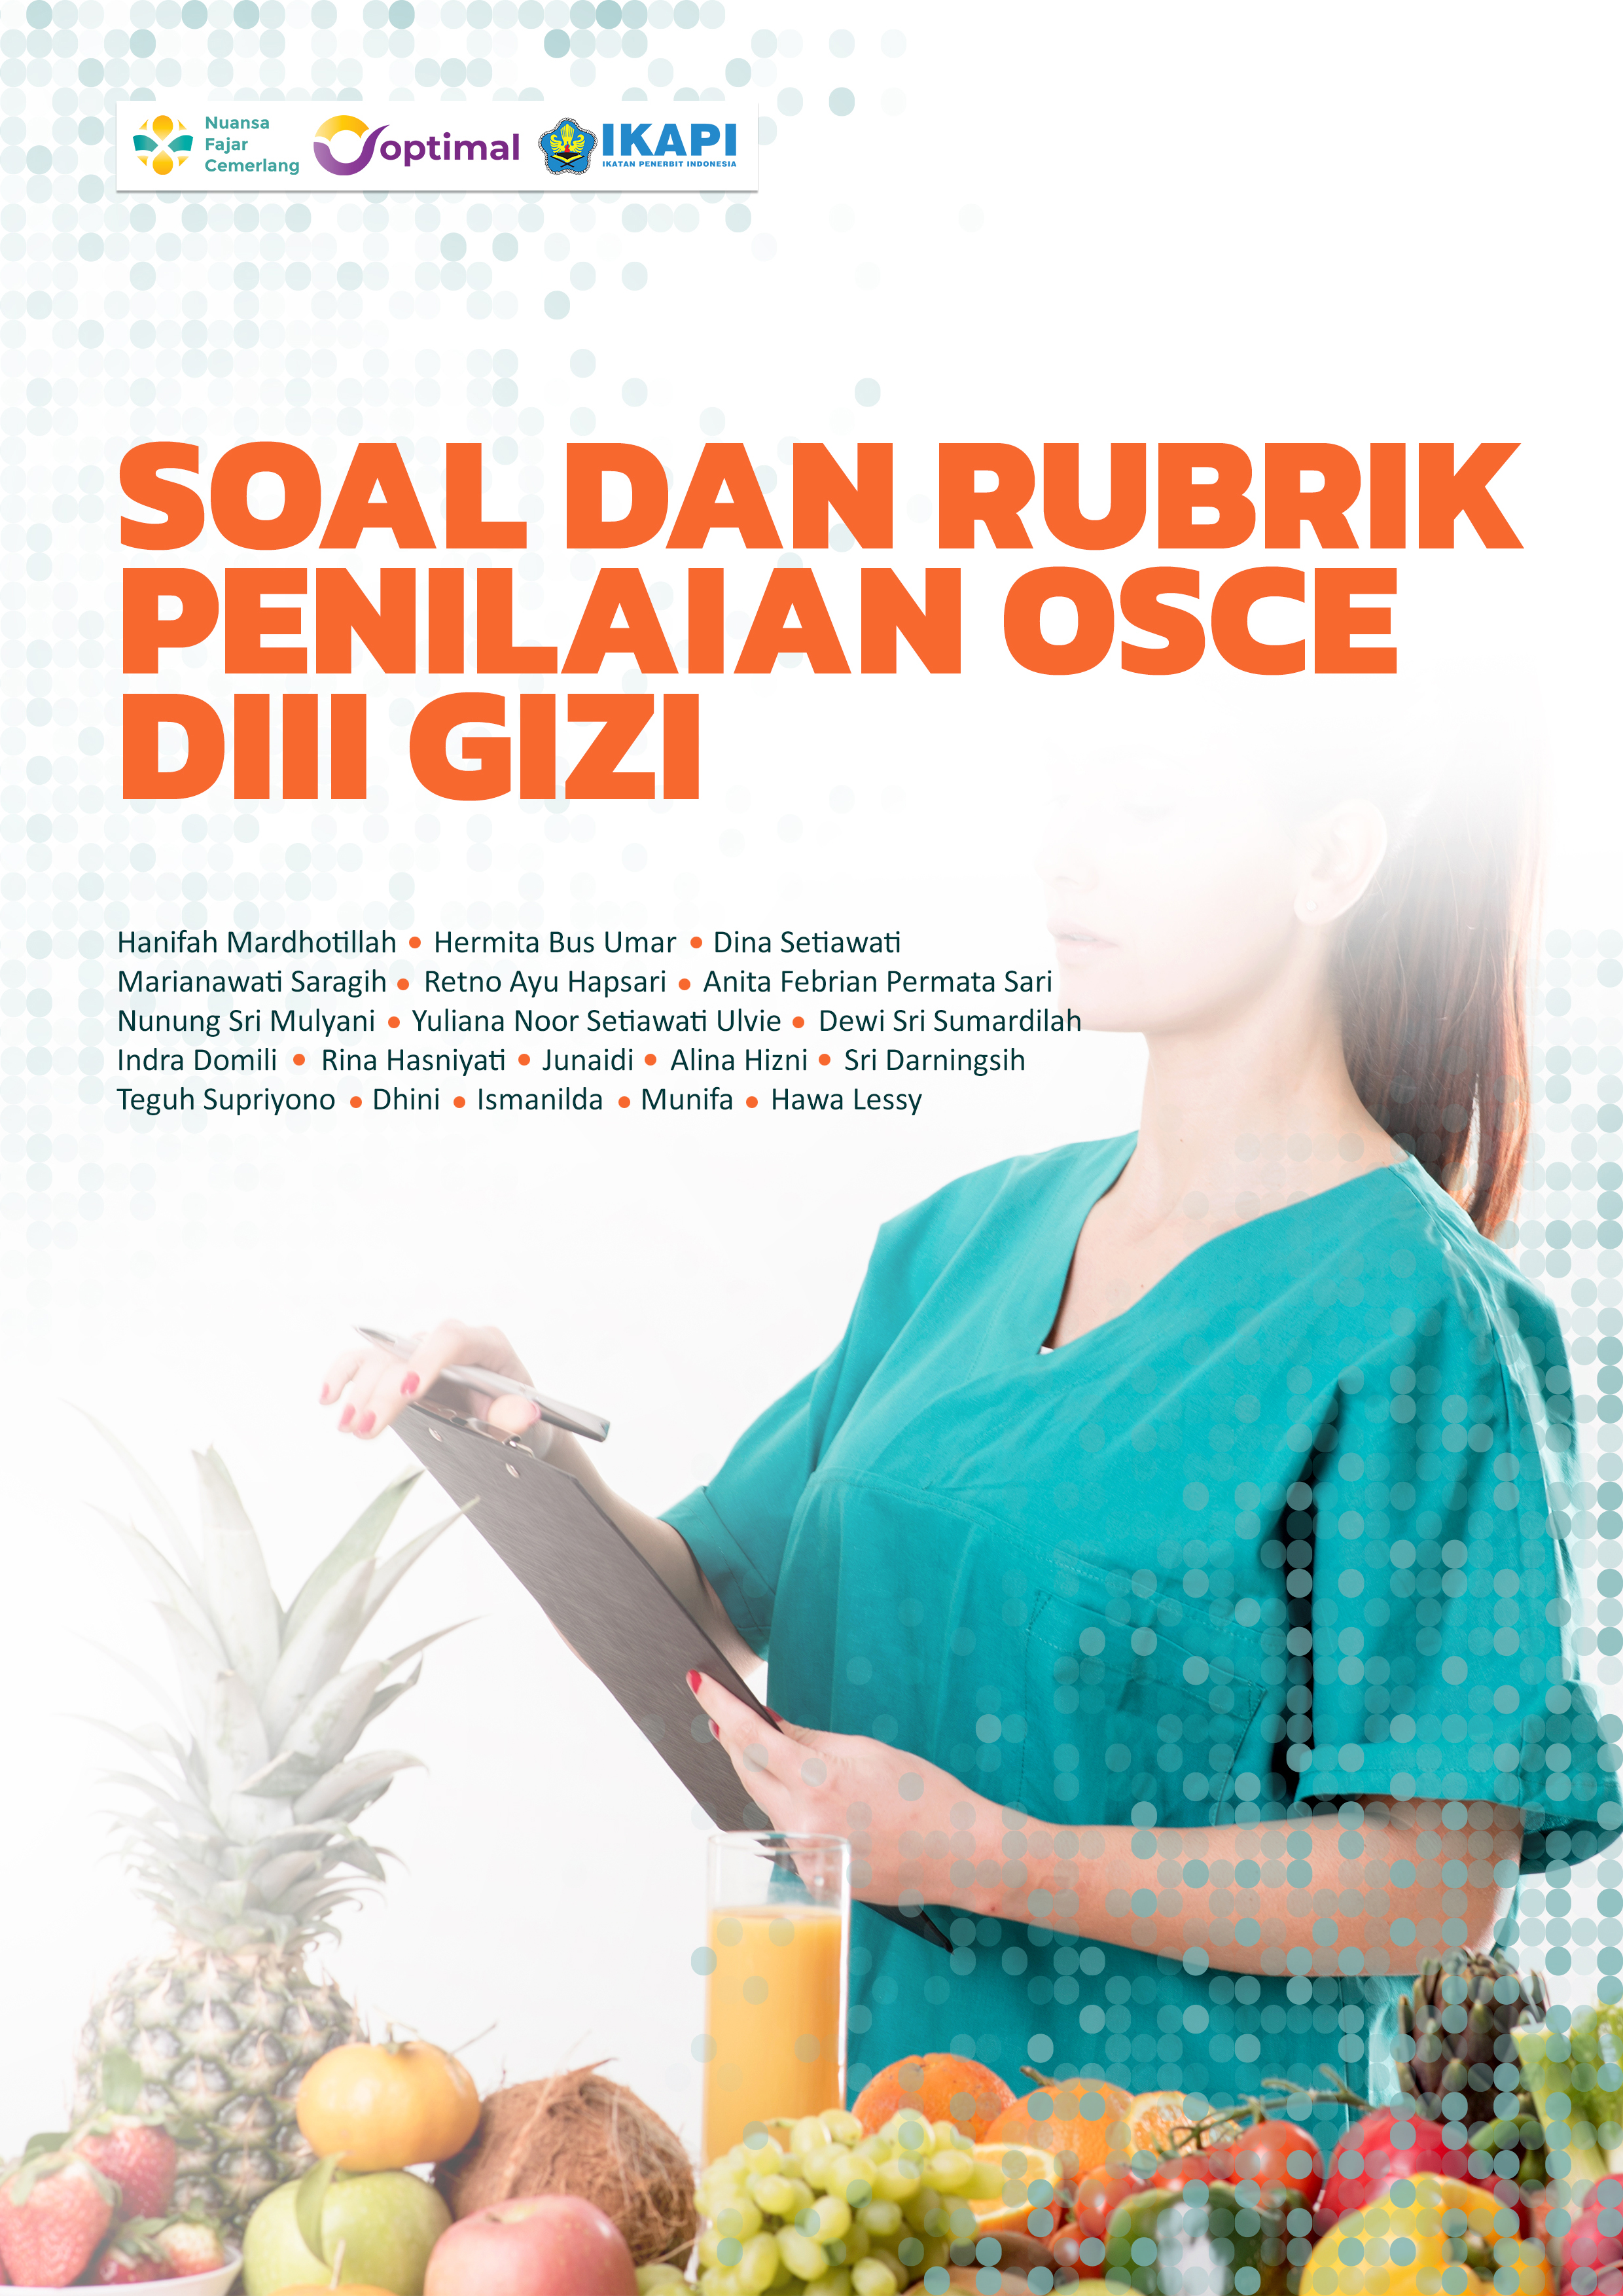 Nuansa
Fajar
Cemerlang
optimal
IKAPI
IKATAN PENERBIT INDONESIA
SOAL DAN RUBRIK
PENILAIAN OSCE
DIII GIZI
Hanifah Mardhotillah • Hermita Bus Umar • Dina Setiawati
Marianawati Saragih • Retno Ayu Hapsari • Anita Febrian Permata Sari
Nunung Sri Mulyani • Yuliana Noor Setiawati Ulvie • Dewi Sri Sumardilah
Indra Domili • Rina Hasniyati • Junaidi • Alina Hizni • Sri Darningsih
Teguh Supriyono • Dhini • Ismanilda • Munifa • Hawa Lessy